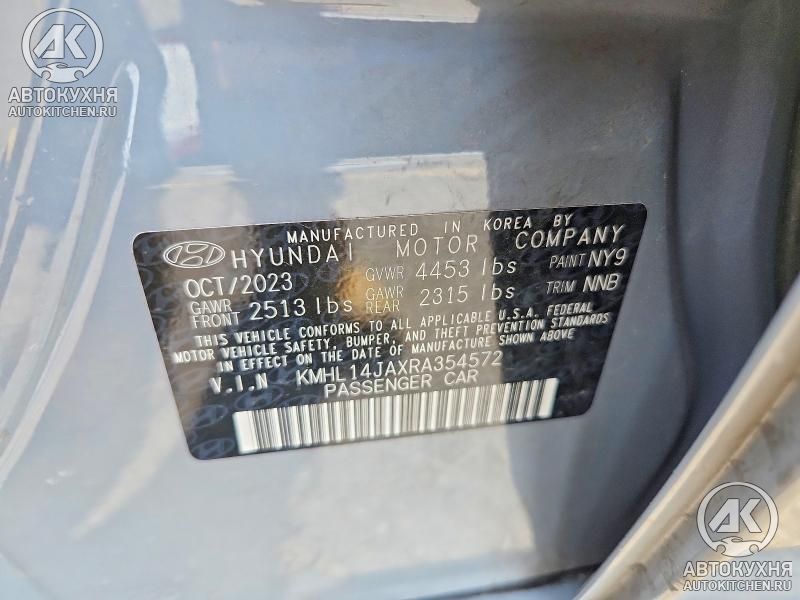 АК
АВТОКУХНЯ
AUTOKITCHEN.RU
MANUFACTURED IN KOREA BY
HYUNDAI MOTOR COMPANY
OCT/2023 GVWR 4453 lbs PAINT NY9
GAWR FRONT 2513 lbs GAWR REAR 2315 lbs TRIM NNB
THIS VEHICLE CONFORMS TO ALL APPLICABLE U.S.A. FEDERAL
MOTOR VEHICLE SAFETY, BUMPER, AND THEFT PREVENTION STANDARDS
IN EFFECT ON THE DATE OF MANUFACTURE SHOWN ABOVE
V.I.N KMHL14JAXRA354572
PASSENGER CAR
АК
АВТОКУХНЯ
AUTOKITCHEN.RU